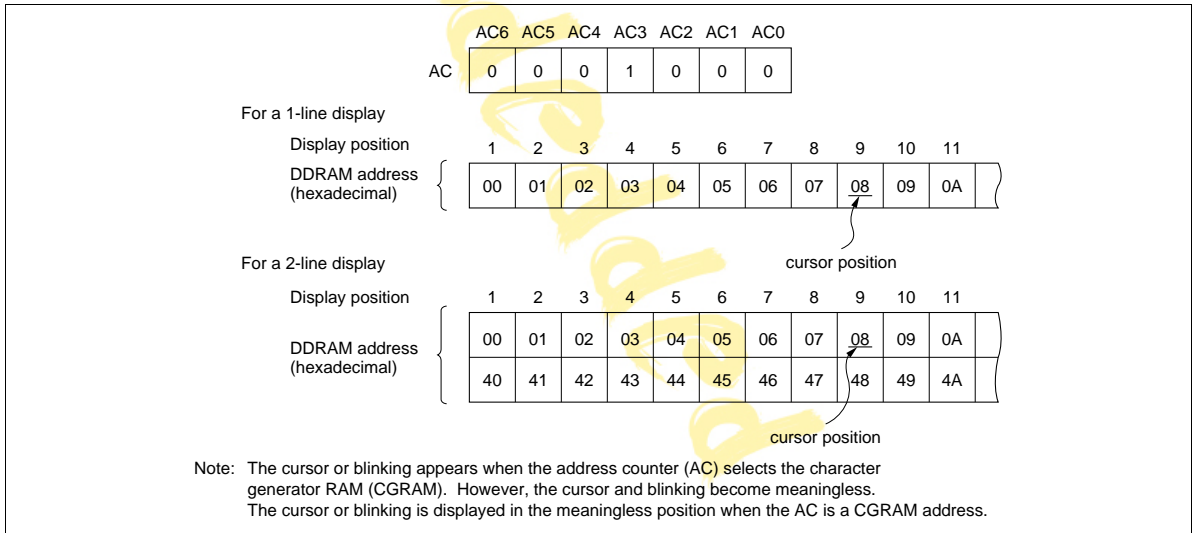 AC6 AC5 AC4 AC3 AC2 AC1 AC0
AC 0 0 0 1 0 0 0
For a 1-line display
Display position 1 2 3 4 5 6 7 8 9 10 11
DDRAM address
(hexadecimal)
00 01 02 03 04 05 06 07 08 09 0A
cursor position
For a 2-line display
Display position 1 2 3 4 5 6 7 8 9 10 11
DDRAM address
(hexadecimal)
00 01 02 03 04 05 06 07 08 09 0A
40 41 42 43 44 45 46 47 48 49 4A
cursor position
Note: The cursor or blinking appears when the address counter (AC) selects the character
generator RAM (CGRAM). However, the cursor and blinking become meaningless.
The cursor or blinking is displayed in the meaningless position when the AC is a CGRAM address.